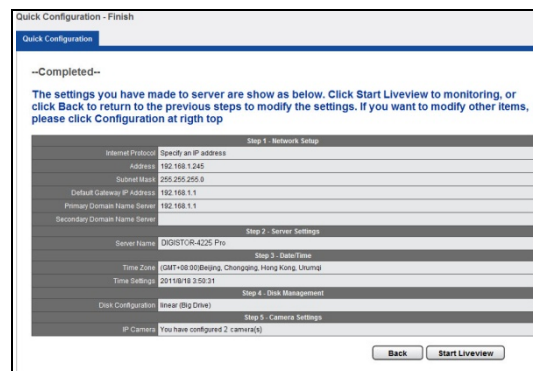 Quick Configuration - Finish
Quick Configuration
--Completed--
The settings you have made to server are show as below. Click Start Liveview to monitoring, or
click Back to return to the previous steps to modify the settings. If you want to modify other items,
please click Configuration at rigth top
Step 1 - Network Setup
Internet Protocol Specify an IP address
Address 192.168.1.245
Subnet Mask 255.255.255.0
Default Gateway IP Address 192.168.1.1
Primary Domain Name Server 192.168.1.1
Secondary Domain Name Server
Step 2 - Server Settings
Server Name DIGISTOR-4225 Pro
Step 3 - Date/Time
Time Zone (GMT+08:00)Beijing, Chongqing, Hong Kong, Urumqi
Time Settings 2011/8/18 3:50:31
Step 4 - Disk Management
Disk Configuration linear (Big Drive)
Step 5 - Camera Settings
IP Camera You have configured 2 camera(s)
Back Start Liveview